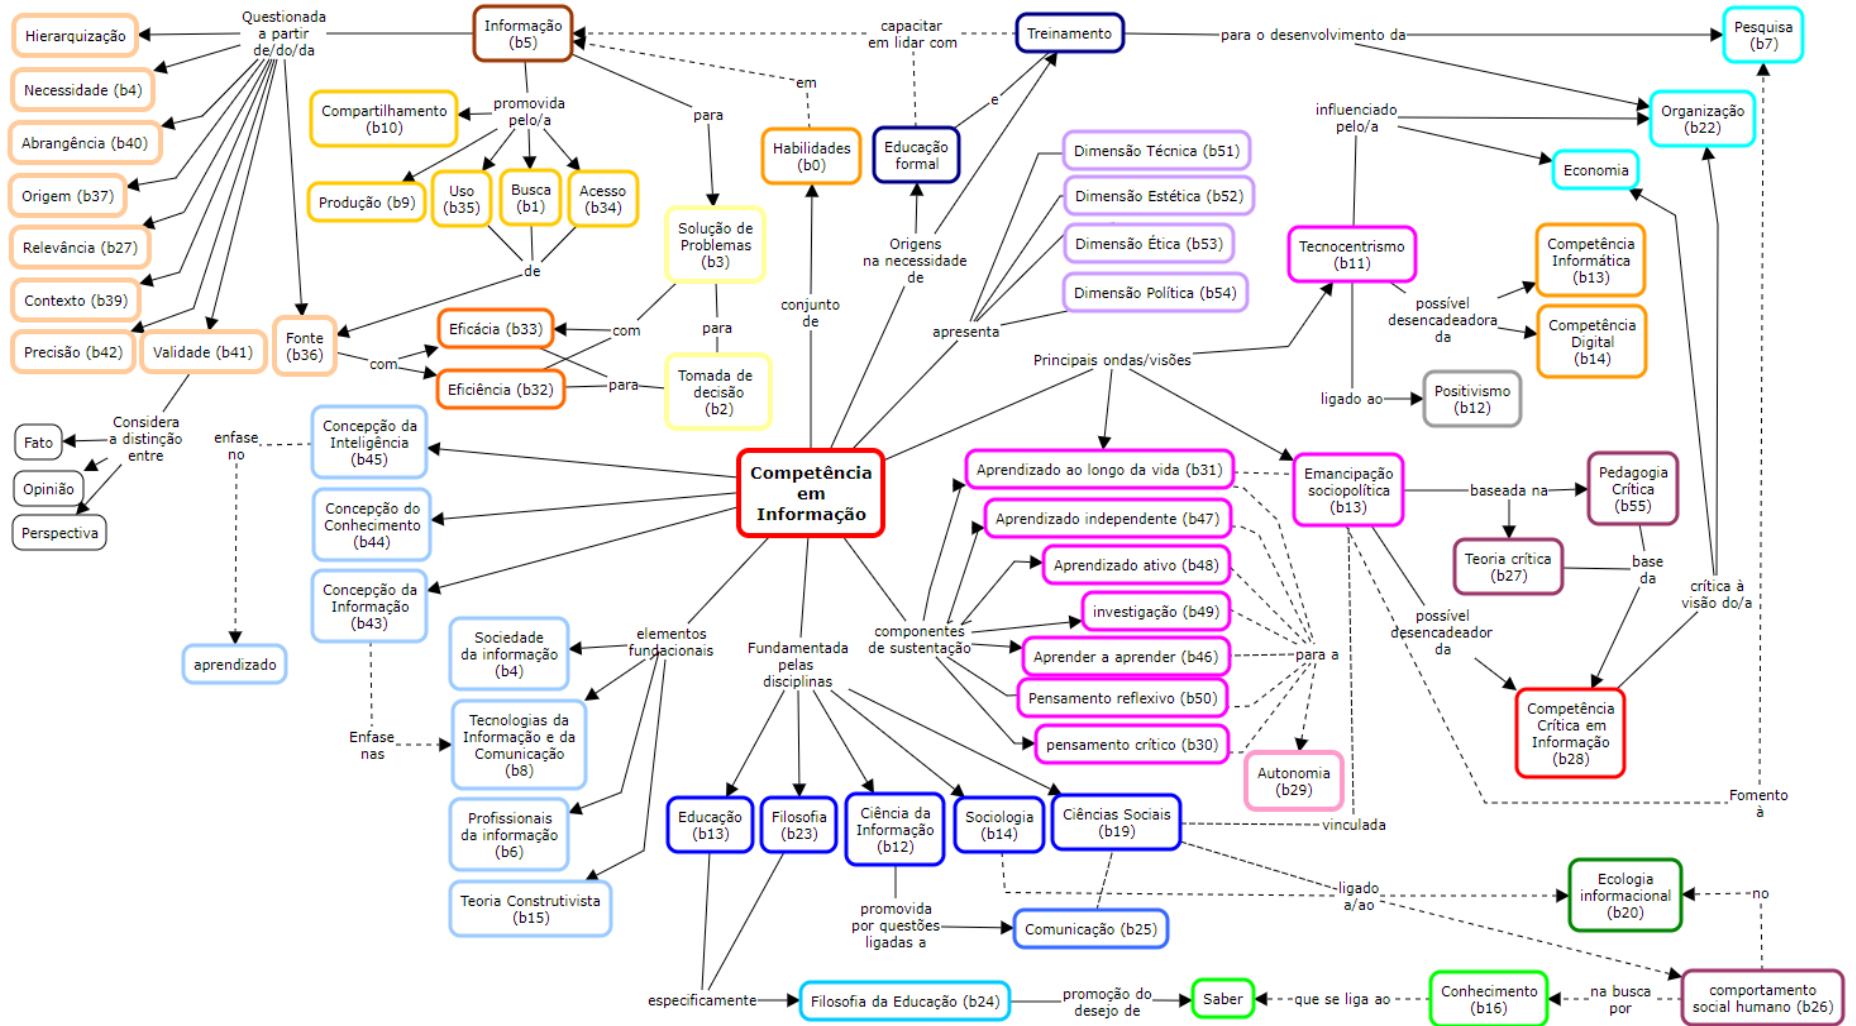 Hierarquização
Questionada
a partir
de/do/da
Informação
(b5)
capacitar
em lidar com
Treinamento
para o desenvolvimento da
Pesquisa
(b7)
Necessidade (b4)
Abrangência (b40)
Origem (b37)
Relevância (b27)
Contexto (b39)
Precisão (b42)
Validade (b41)
Fonte
(b36)
Compartilhamento
(b10)
promovida
pelo/a
para
em
Produção (b9)
Uso
(b35)
Busca
(b1)
Acesso
(b34)
de
Habilidades
(b0)
Educação
formal
e
Solução de
Problemas
(b3)
Origens
na necessidade
de
conjunto
de
apresenta
Dimensão Técnica (b51)
Dimensão Estética (b52)
Dimensão Ética (b53)
Dimensão Política (b54)
influenciado
pelo/a
Organização
(b22)
Economia
Tecnocentrismo
(b11)
Competência
Informática
(b13)
possível
desencadeadora
da
Competência
Digital
(b14)
ligado ao
Positivismo
(b12)
Principais ondas/visões
com
Eficácia (b33)
Eficiência (b32)
com
para
para
Tomada de
decisão
(b2)
Considera
a distinção
entre
Fato
Opinião
Perspectiva
enfase
no
Concepção da
Inteligência
(b45)
Concepção do
Conhecimento
(b44)
Concepção da
Informação
(b43)
aprendizado
Enfase
nas
Competência
em
Informação
Aprendizado ao longo da vida (b31)
Aprendizado independente (b47)
Aprendizado ativo (b48)
investigação (b49)
Aprender a aprender (b46)
Pensamento reflexivo (b50)
pensamento crítico (b30)
componentes
de sustentação
para a
Autonomia
(b29)
Emancipação
sociopolítica
(b13)
baseada na
Pedagogia
Crítica
(b55)
Teoria crítica
(b27)
base
da
crítica à
visão do/a
possível
desencadeador
da
Competência
Crítica em
Informação
(b28)
Fomento
à
elementos
fundacionais
Sociedade
da informação
(b4)
Tecnologias da
Informação e da
Comunicação
(b8)
Profissionais
da informação
(b6)
Teoria Construtivista
(b15)
Fundamentada
pelas
disciplinas
Educação
(b13)
Filosofia
(b23)
Ciência da
Informação
(b12)
Sociologia
(b14)
Ciências Sociais
(b19)
vinculada
promovida
por questões
ligadas a
Comunicação (b25)
ligado
a/ao
Ecologia
informacional
(b20)
no
especificamente
Filosofia da Educação (b24)
promoção do
desejo de
Saber
que se liga ao
Conhecimento
(b16)
na busca
por
comportamento
social humano (b26)